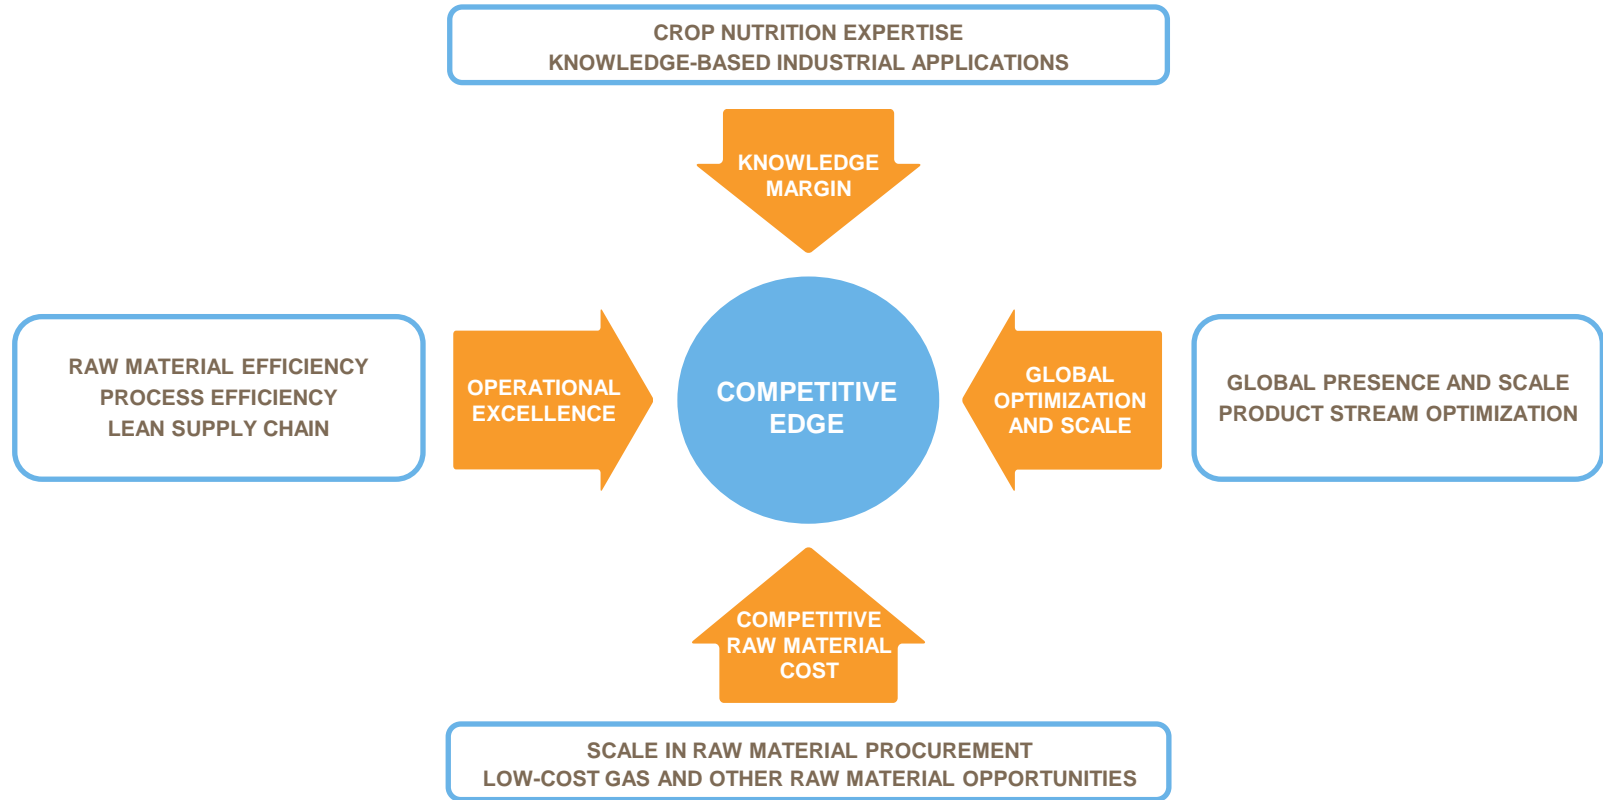 CROP NUTRITION EXPERTISE
KNOWLEDGE-BASED INDUSTRIAL APPLICATIONS
KNOWLEDGE
MARGIN
RAW MATERIAL EFFICIENCY
PROCESS EFFICIENCY
LEAN SUPPLY CHAIN
OPERATIONAL
EXCELLENCE
COMPETITIVE
EDGE
GLOBAL
OPTIMIZATION
AND SCALE
GLOBAL PRESENCE AND SCALE
PRODUCT STREAM OPTIMIZATION
COMPETITIVE
RAW MATERIAL
COST
SCALE IN RAW MATERIAL PROCUREMENT
LOW-COST GAS AND OTHER RAW MATERIAL OPPORTUNITIES